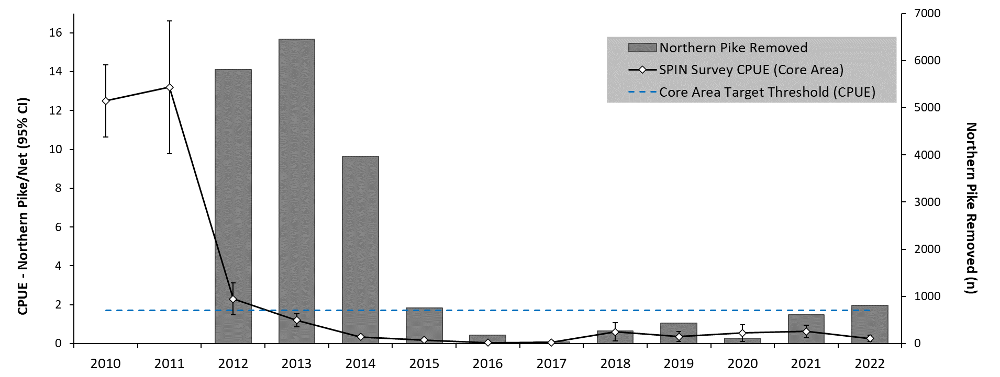 CPUE - Northern Pike/Net (95% CI)
16
14
12
10
8
6
4
2
0
Northern Pike Removed
SPIN Survey CPUE (Core Area)
Core Area Target Threshold (CPUE)
7000
6000
5000
4000
3000
2000
1000
0
Northern Pike Removed (n)
2010 2011 2012 2013 2014 2015 2016 2017 2018 2019 2020 2021 2022